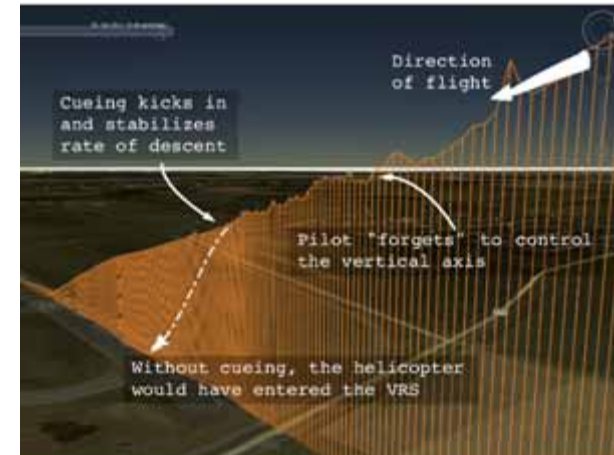 Direction
of flight
Cueing kicks in
and stabilizes
rate of descent
Pilot "forgets" to control
the vertical axis
Without cueing, the helicopter
would have entered the VRS